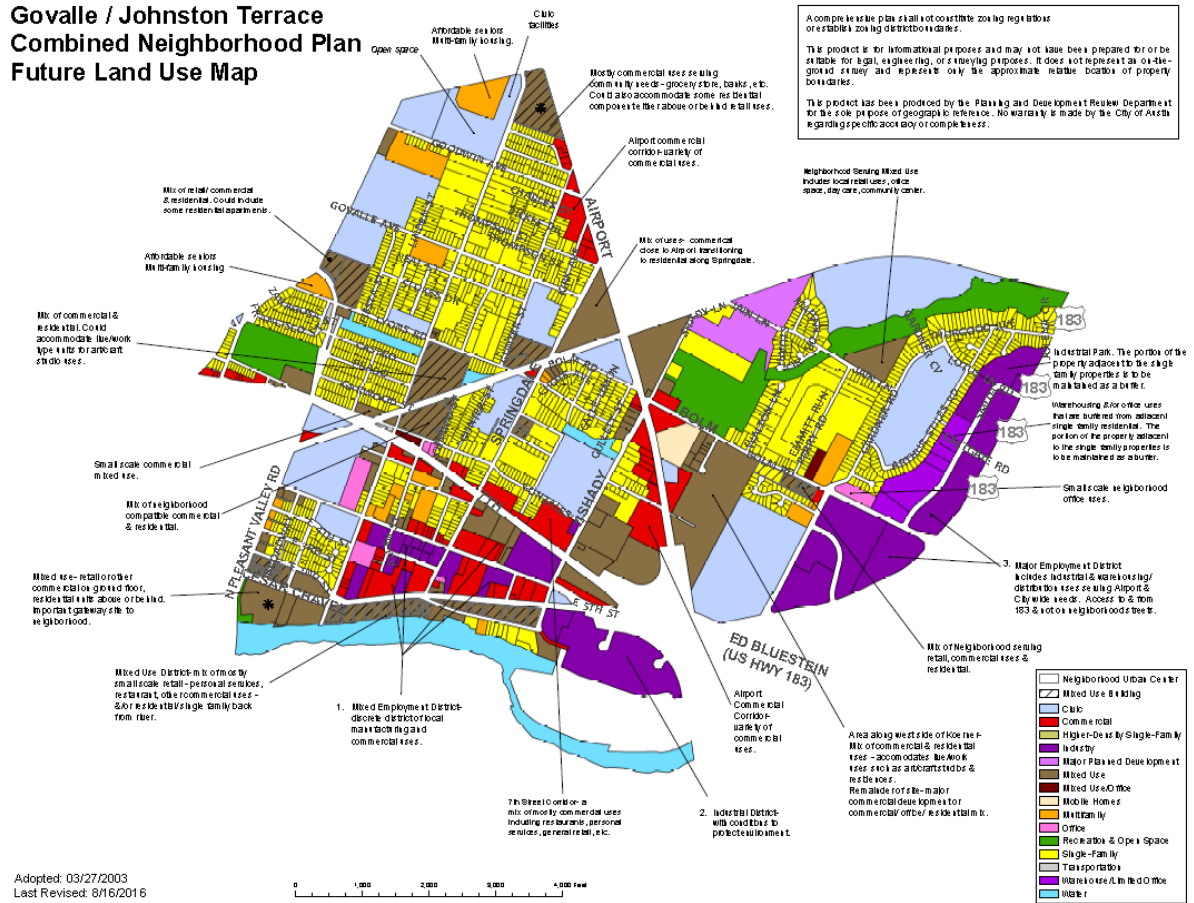 Govalle / Johnston Terrace
Combined Neighborhood Plan
Future Land Use Map
A comprehensive plan shall not constitute zoning regulations
or establish zoning district boundaries.
This product is for informational purposes and may not have been prepared for or be
suitable for legal, engineering, or surveying purposes. It does not represent an on-the-
ground survey and represents only the approximate relative location of property
boundaries.
This product has been produced by the Planning and Development Review Department
for the sole purpose of geographic reference. No warranty is made by the City of Austin
regarding specific accuracy or completeness.
Open space
Affordable seniors
Multi-family housing.
Civic
facilities
Mostly commercial uses serving
community needs - grocery store, banks, etc.
Could also accommodate some residential
component either above or behind retail uses.
Airport commercial
corridor-variety of
commercial uses.
Neighborhood Serving Mixed Use
Includes local retail uses, office
space, day care, community center.
Mix of retail/ commercial
& residential. Could include
some residential apartments.
Mix of uses- commerical
close to Airport transitioning
to residential along Springdale.
Affordable seniors
Multi-family housing
Mix of commercial &
residential. Could
accommodate live/work
type units for art/craft
studio uses.
Industrial Park. The portion of the
property adjacent to the single
family properties is to be
maintained as a buffer.
Warehousing &/or office uses
that are buffered from adjacent
single family residential. The
portion of the property adjacent
to the single family properties is
to be maintained as a buffer.
Small scale commercial
mixed use.
Small scale neighborhood
office uses.
Mix of neighborhood
compatible commercial
& residential.
Mixed use- retail or other
commercial on ground floor,
residential units above or behind.
Important gateway site to
neighborhood.
3. Major Employment District
Includes Industrial & warehousing/
distribution uses serving Airport &
Citywide needs. Access to & from
183 & not on neighborhood streets.
Mix of Neighborhood serving
retail, commercial uses &
residential.
Mixed Use District- mix of mostly
small scale retail - personal services,
restaurant, other commercial uses -
&/or residential/single family back
from river.
1. Mixed Employment District-
discrete district of local
manufacturing and
commercial uses.
Airport
Commercial
Corridor-
variety of
commercial
uses.
Area along west side of Koerner-
Mix of commercial & residential
uses - accomodates live/work
uses such as art/craft studios &
residences.
Remainder of site- major
commercial development or
commercial/ office/ residential mix.
7th Street Corridor- a
mix of mostly commercial uses
including restaurants, personal
services, general retail, etc.
2. Industrial District-
with conditions to
protect environment.
GOODWIN AVE
GOVALLE AVE
AIRPORT
THOMPSON ST
SPRINGDALE
SHADY
BOLM
BOLM RD
JAIN LN
GARDNER RD
EMMITT RUN
N PLEASANT VALLEY RD
E 5TH ST
ED BLUESTEIN
(US HWY 183)
183
183
183
183
Neighborhood Urban Center
Mixed Use Building
Civic
Commercial
Higher-Density Single-Family
Industry
Major Planned Development
Mixed Use
Mixed Use/Office
Mobile Homes
Multifamily
Office
Recreation & Open Space
Single-Family
Transportation
Warehouse/Limited Office
Water
Adopted: 03/27/2003
Last Revised: 8/16/2016
0 1,000 2,000 3,000 4,000 Feet